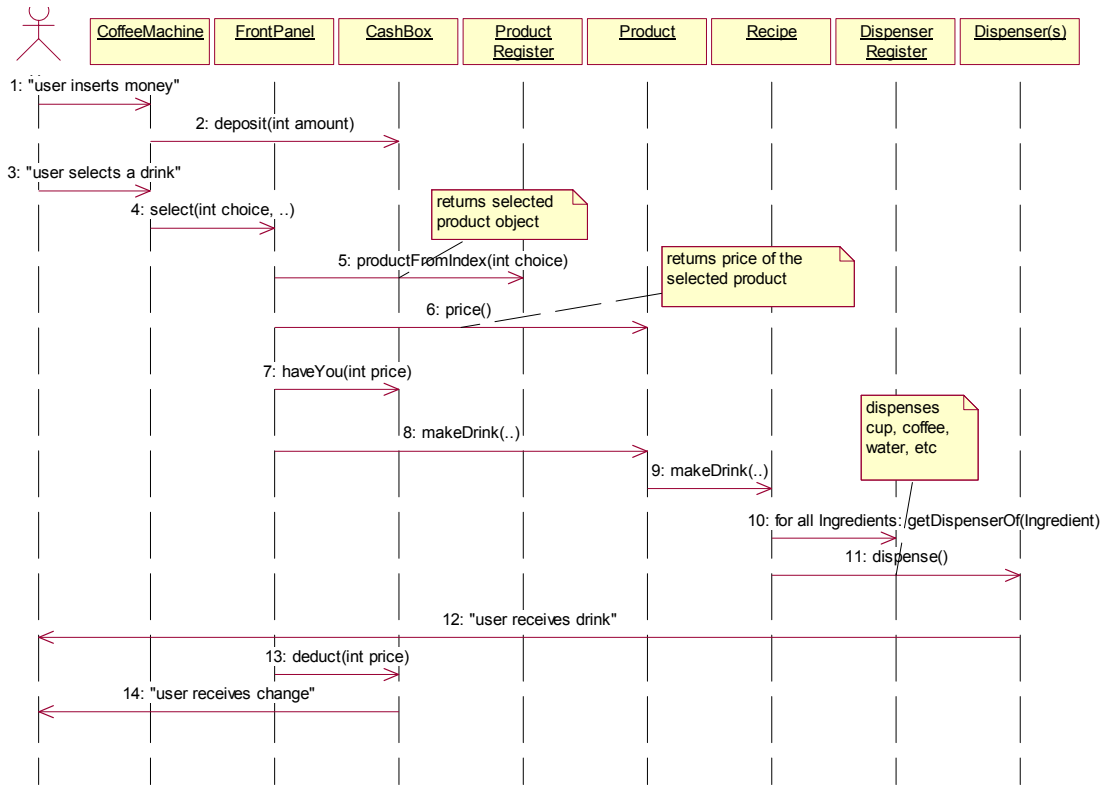 CoffeeMachine
FrontPanel
CashBox
Product
Register
Product
Recipe
Dispenser
Register
Dispenser(s)
1: "user inserts money"
2: deposit(int amount)
3: "user selects a drink"
4: select(int choice, ..)
returns selected
product object
5: productFromIndex(int choice)
returns price of the
selected product
6: price()
7: haveYou(int price)
dispenses
cup, coffee,
water, etc
8: makeDrink(..)
9: makeDrink(..)
10: for all Ingredients: getDispenserOf(Ingredient)
11: dispense()
12: "user receives drink"
13: deduct(int price)
14: "user receives change"